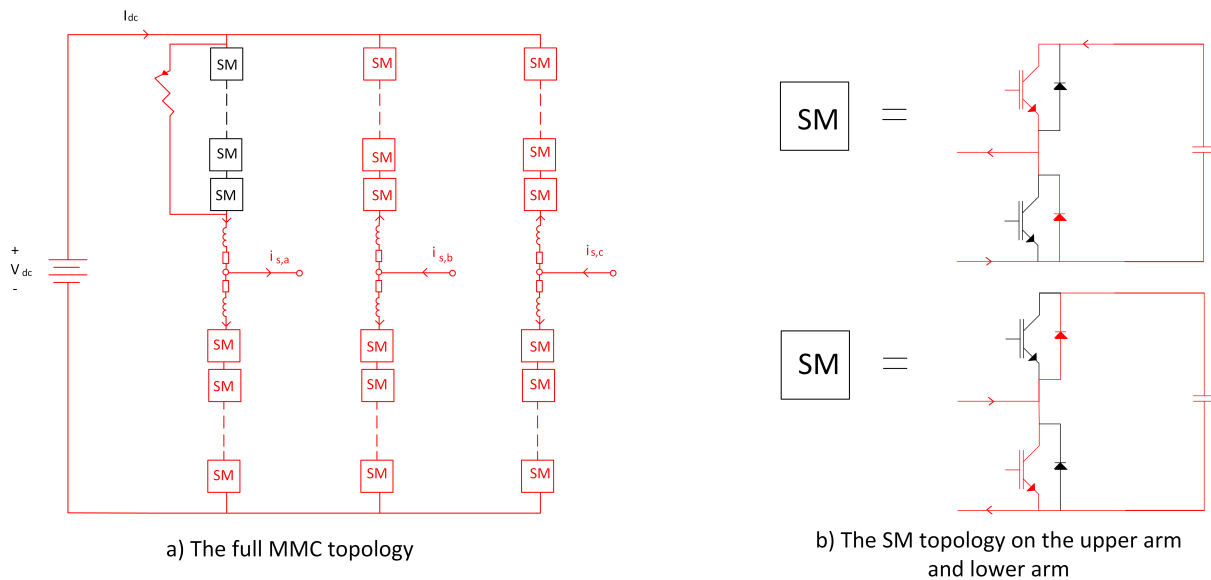 I dc
SM SM SM
SM SM SM
SM SM SM
+
V dc
-
i s,a i s,b i s,c
SM SM SM
SM SM SM
SM SM SM
a) The full MMC topology
SM =
SM =
b) The SM topology on the upper arm
and lower arm